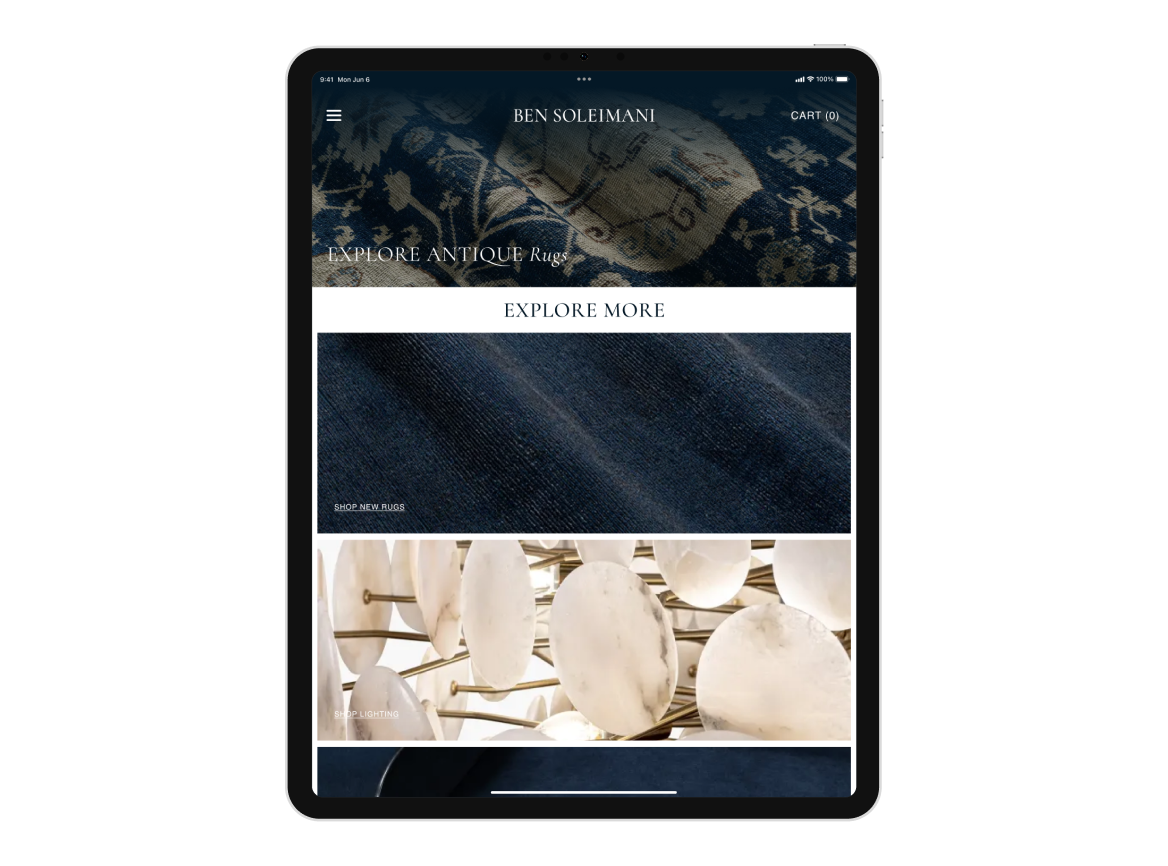 9:41 Mon Jun 6
100%
BEN SOLEIMANI
CART (0)
EXPLORE ANTIQUE Rugs
EXPLORE MORE
SHOP NEW RUGS
SHOP LIGHTING